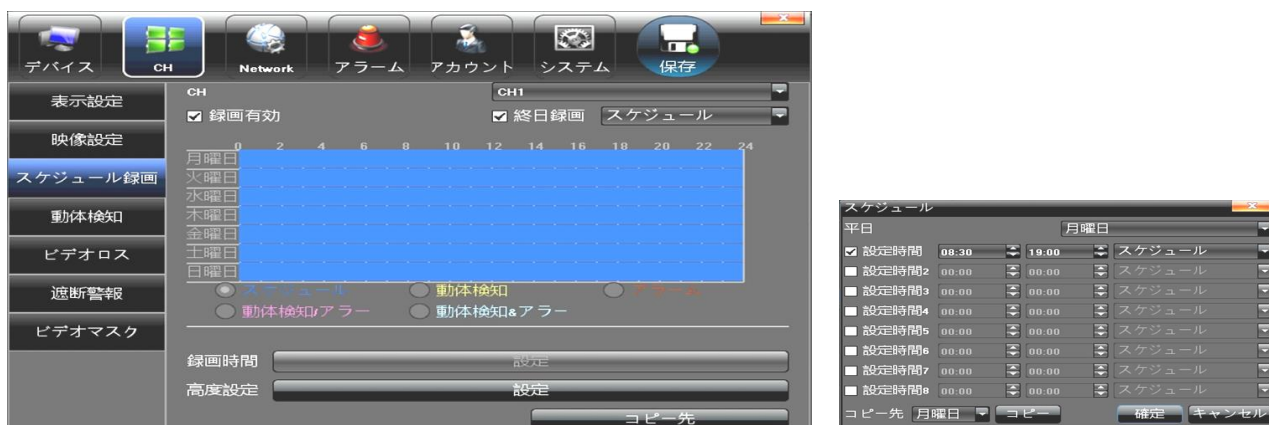 デバイス CH Network アラーム アカウント システム 保存
表示設定
映像設定
スケジュール録画
動体検知
ビデオロス
遮断警報
ビデオマスク
CH CH1
録画有効 終日録画 スケジュール
0 2 4 6 8 10 12 14 16 18 20 22 24
月曜日
火曜日
水曜日
木曜日
金曜日
土曜日
日曜日
スケジュール 動体検知 アラーム
動体検知/アラー 動体検知&アラー
録画時間 設定
高度設定 設定
コピー先
スケジュール
平日 月曜日
設定時間 08:30 19:00 スケジュール
設定時間2 00:00 00:00 スケジュール
設定時間3 00:00 00:00 スケジュール
設定時間4 00:00 00:00 スケジュール
設定時間5 00:00 00:00 スケジュール
設定時間6 00:00 00:00 スケジュール
設定時間7 00:00 00:00 スケジュール
設定時間8 00:00 00:00 スケジュール
コピー先 月曜日 コピー 確定 キャンセル